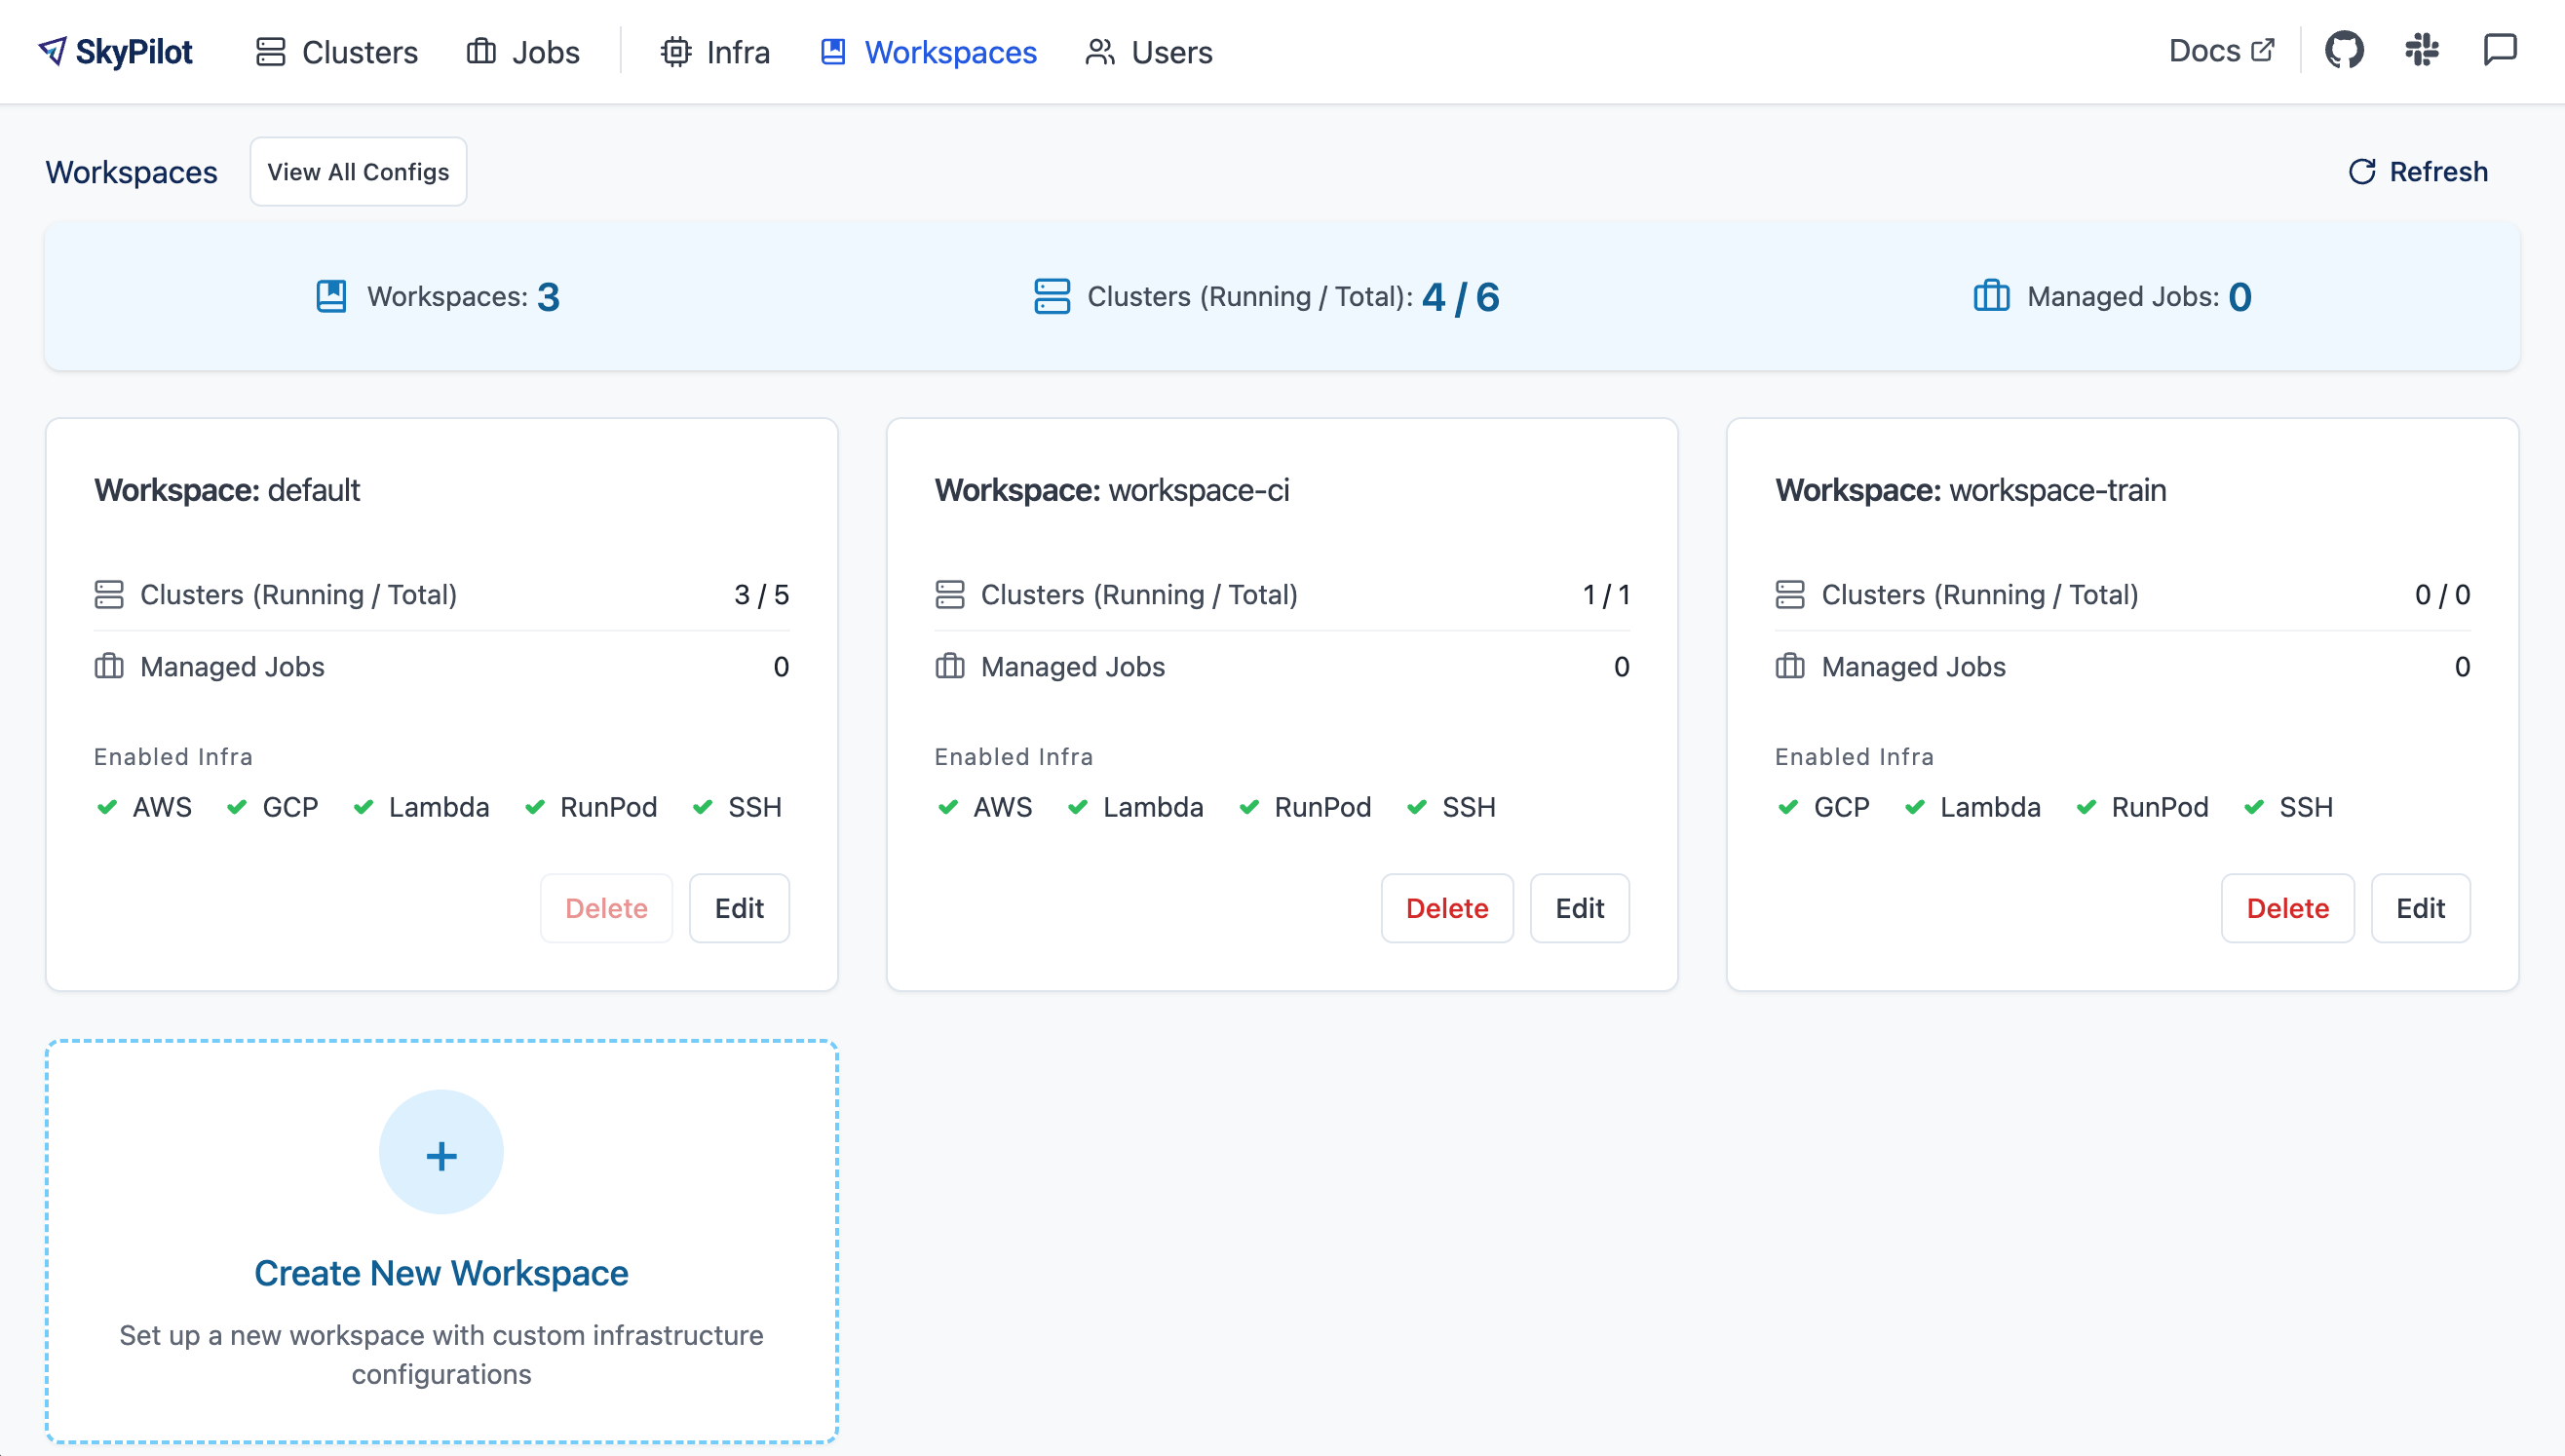 SkyPilot Clusters Jobs Infra Workspaces Users Docs
Workspaces View All Configs Refresh
Workspaces: 3 Clusters (Running / Total): 4 / 6 Managed Jobs: 0
Workspace: default
Clusters (Running / Total) 3 / 5
Managed Jobs 0
Enabled Infra
AWS GCP Lambda RunPod SSH
Delete Edit
Workspace: workspace-ci
Clusters (Running / Total) 1 / 1
Managed Jobs 0
Enabled Infra
AWS Lambda RunPod SSH
Delete Edit
Workspace: workspace-train
Clusters (Running / Total) 0 / 0
Managed Jobs 0
Enabled Infra
GCP Lambda RunPod SSH
Delete Edit
+
Create New Workspace
Set up a new workspace with custom infrastructure
configurations